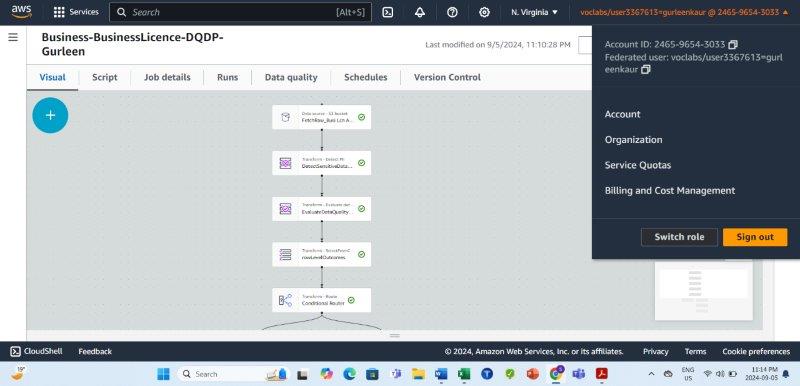 aws
Services
Search
[Alt+S]
N. Virginia
voclabs/user3367613=gurleenkaur @ 2465-9654-3033
Business-BusinessLicence-DQDP-
Gurleen
Last modified on 9/5/2024, 11:10:28 PM
Account ID: 2465-9654-3033
Federated user: voclabs/user3367613=gurl
eenkaur
Visual
Script
Job details
Runs
Data quality
Schedules
Version Control
Account
Organization
Service Quotas
Billing and Cost Management
Switch role
Sign out
Data source - S3 bucket
FetchRaw_Busi Lcn A...
Transform - Detect PII
DetectSensitiveData...
Transform - Evaluate dat
EvaluateDataQuality...
Transform - SelectFromC
rowLevelOutcomes
Transform - Route
Conditional Router
CloudShell
Feedback
© 2024, Amazon Web Services, Inc. or its affiliates.
Privacy
Terms
Cookie preferences
19°
Search
ENG
US
11:14 PM
2024-09-05